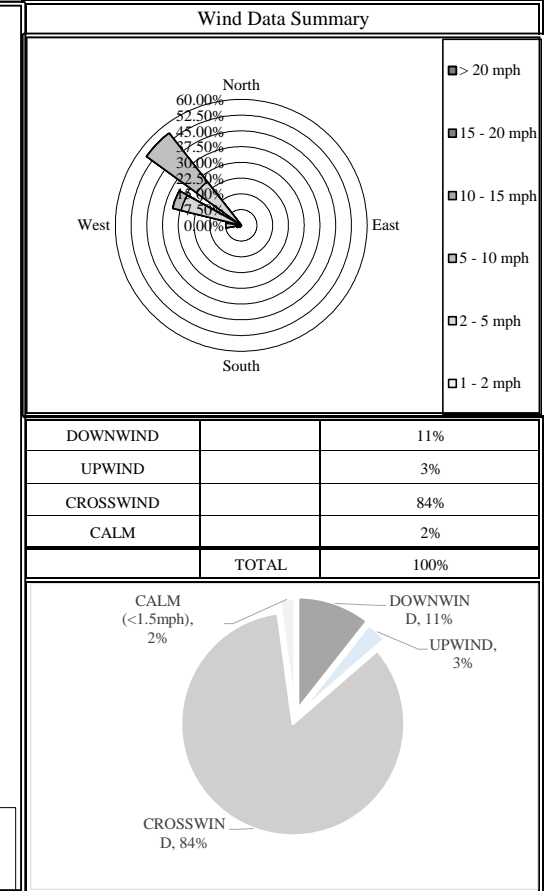 Wind Data Summary
North
60.00%
52.50%
45.00%
37.50%
30.00%
22.50%
15.00%
7.50%
0.00%
West
East
South
> 20 mph
15 - 20 mph
10 - 15 mph
5 - 10 mph
2 - 5 mph
1 - 2 mph
DOWNWIND 11%
UPWIND 3%
CROSSWIND 84%
CALM 2%
TOTAL 100%
CALM
(<1.5mph),
2%
DOWNWIN
D, 11%
UPWIND,
3%
CROSSWIN
D, 84%